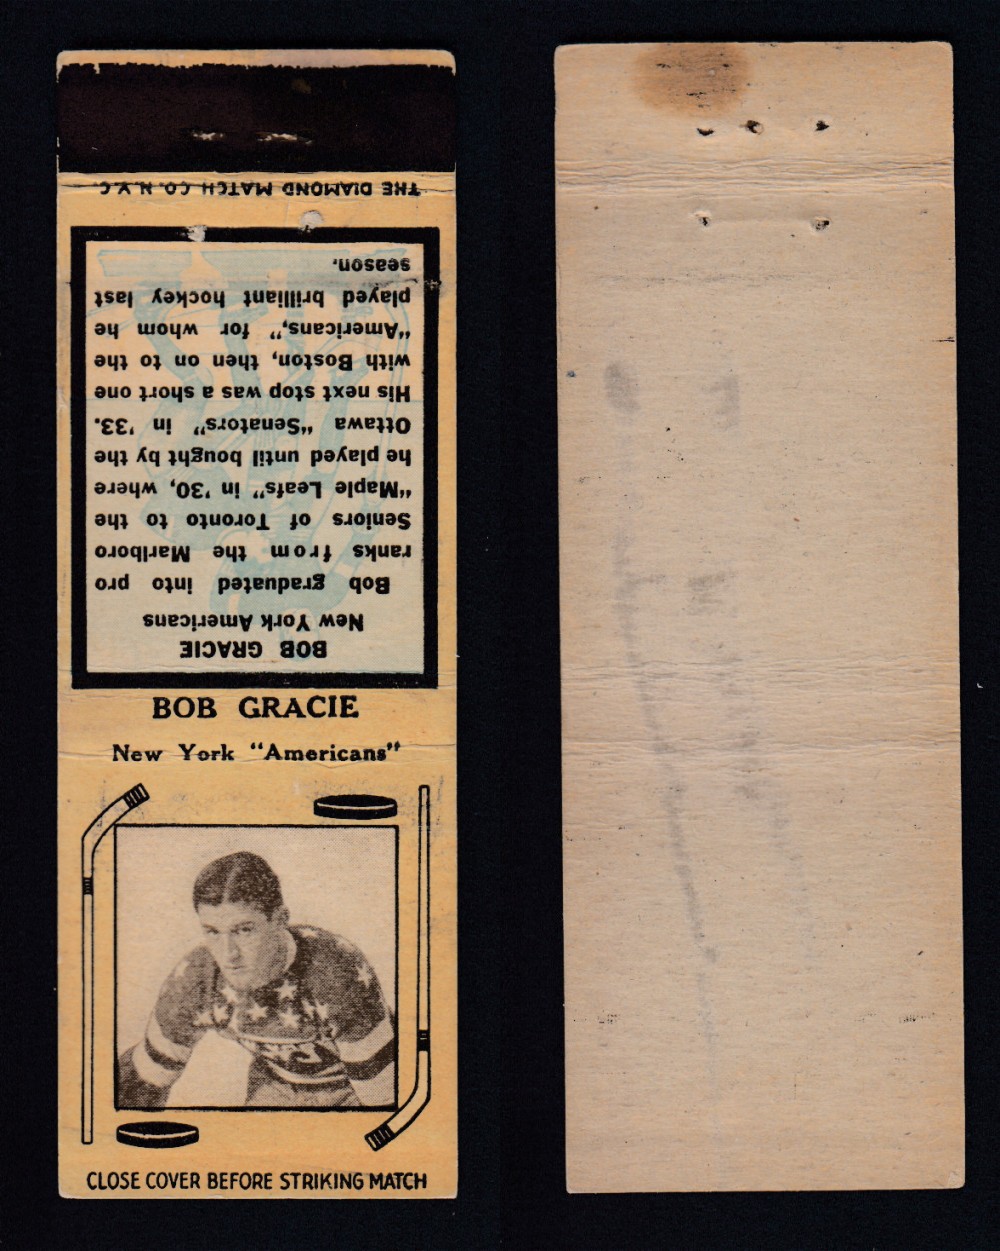 THE DIAMOND MATCH CO. N.Y.C.
BOB GRACIE
New York Americans
Bob graduated into pro
ranks from the Marlboro
Seniors of Toronto to the
"Maple Leafs" in '30, where
he played until bought by the
Ottawa "Senators" in '33.
His next stop was a short one
with Boston, then on to the
"Americans," for whom he
played brilliant hockey last
season.
BOB GRACIE
New York "Americans"
CLOSE COVER BEFORE STRIKING MATCH